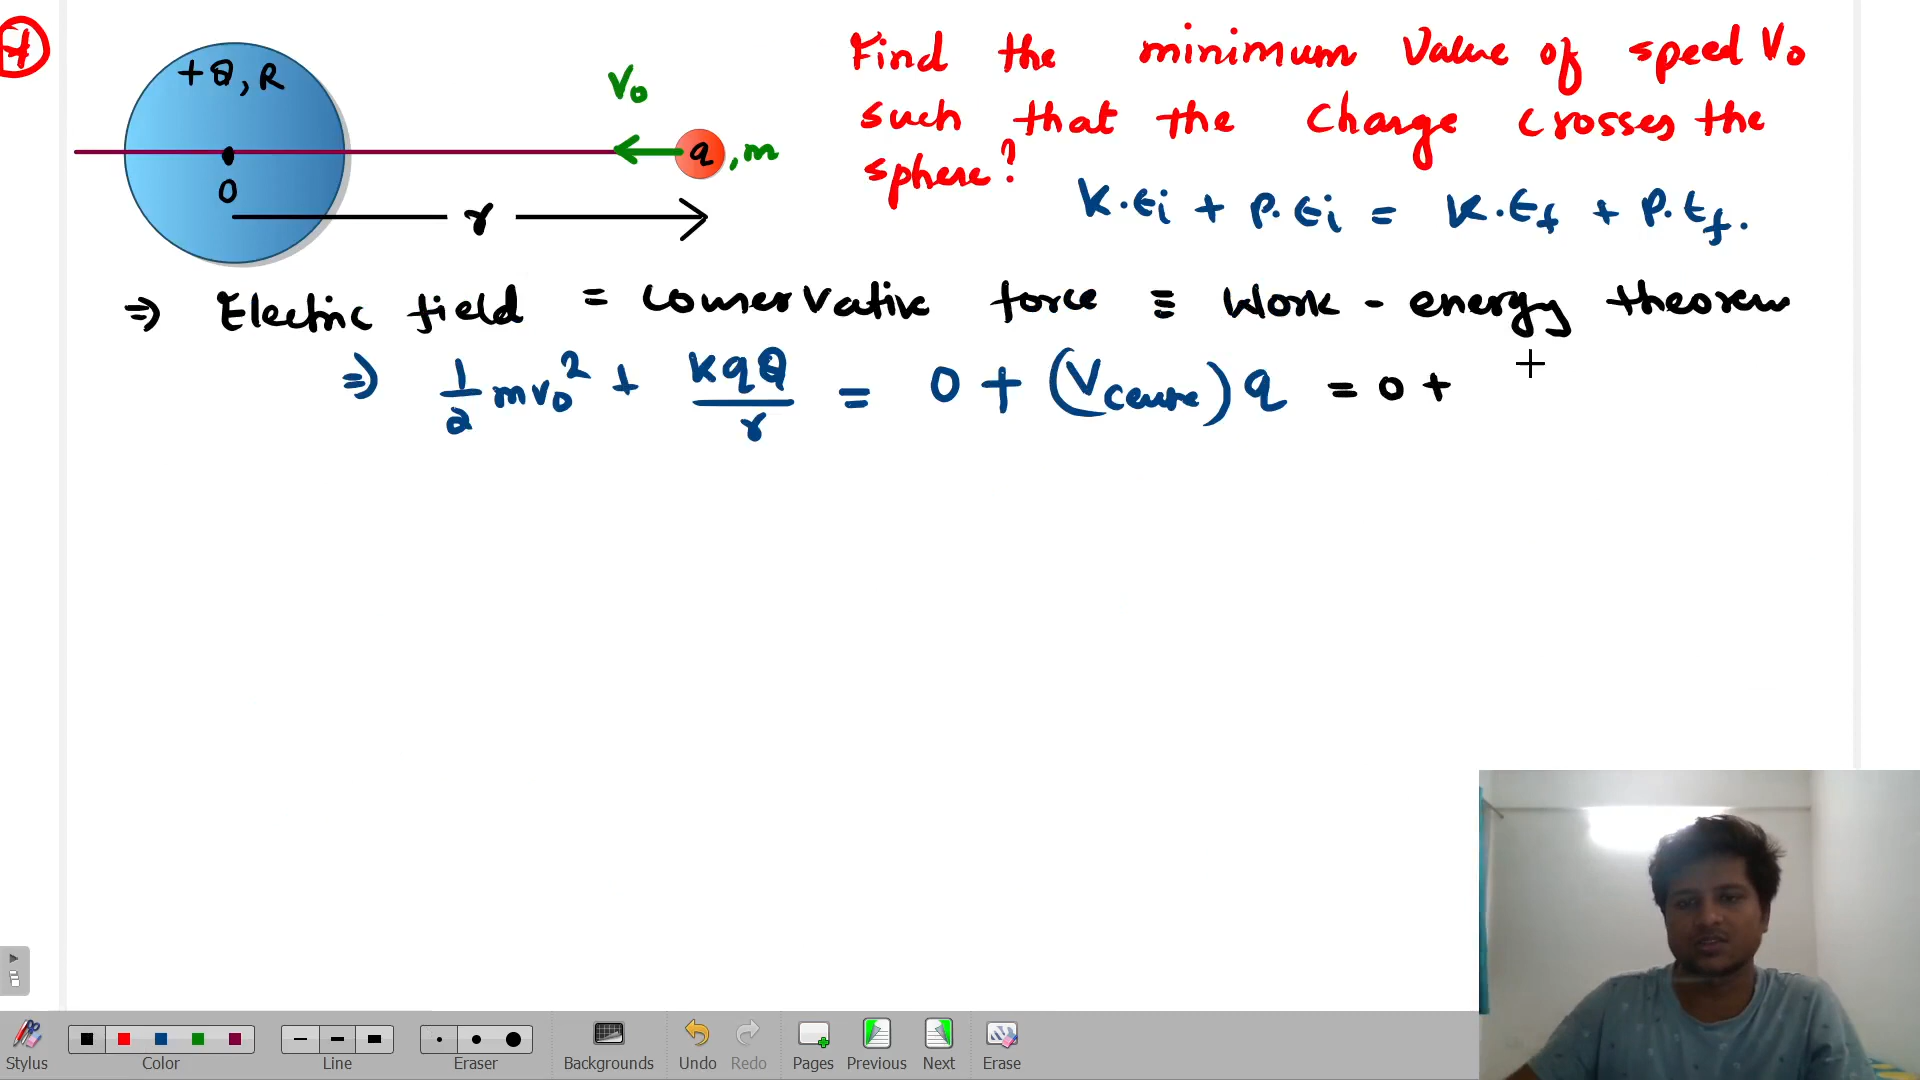 +Q, R
O
r
V₀
q, m
Find the minimum value of speed V₀
such that the charge crosses the
sphere?
K.Ei + P.Ei = K.Ef + P.Ef.
⇒ Electric field = conservative force ≡ Work - energy theorem
⇒ 1/2 mv₀² + KqQ/r = 0 + (Vcentre)q = 0 +
Stylus
Color
Line
Eraser
Backgrounds
Undo
Redo
Pages
Previous
Next
Erase